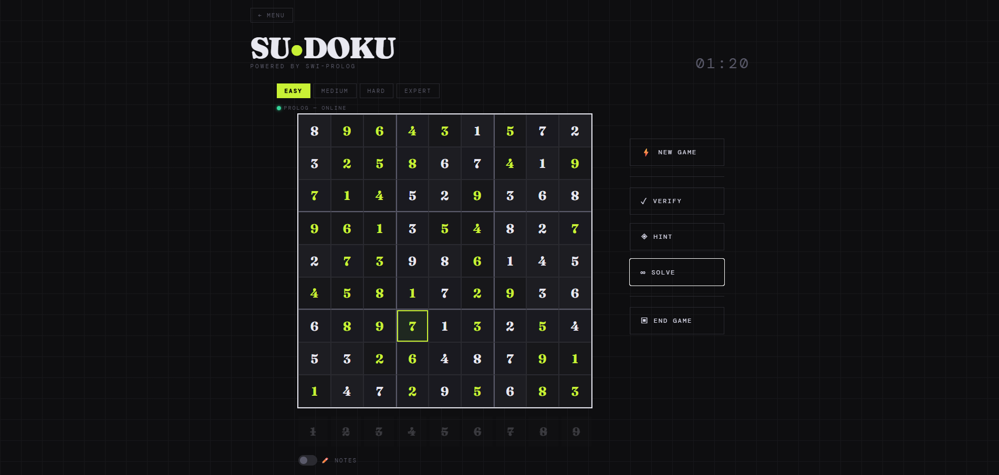 ← MENU
SU•DOKU
POWERED BY SWI-PROLOG
01:20
EASY MEDIUM HARD EXPERT
PROLOG — ONLINE
8 9 6 4 3 1 5 7 2
3 2 5 8 6 7 4 1 9
7 1 4 5 2 9 3 6 8
9 6 1 3 5 4 8 2 7
2 7 3 9 8 6 1 4 5
4 5 8 1 7 2 9 3 6
6 8 9 7 1 3 2 5 4
5 3 2 6 4 8 7 9 1
1 4 7 2 9 5 6 8 3
1 2 3 4 5 6 7 8 9
NOTES
NEW GAME
✓ VERIFY
◈ HINT
∞ SOLVE
▣ END GAME